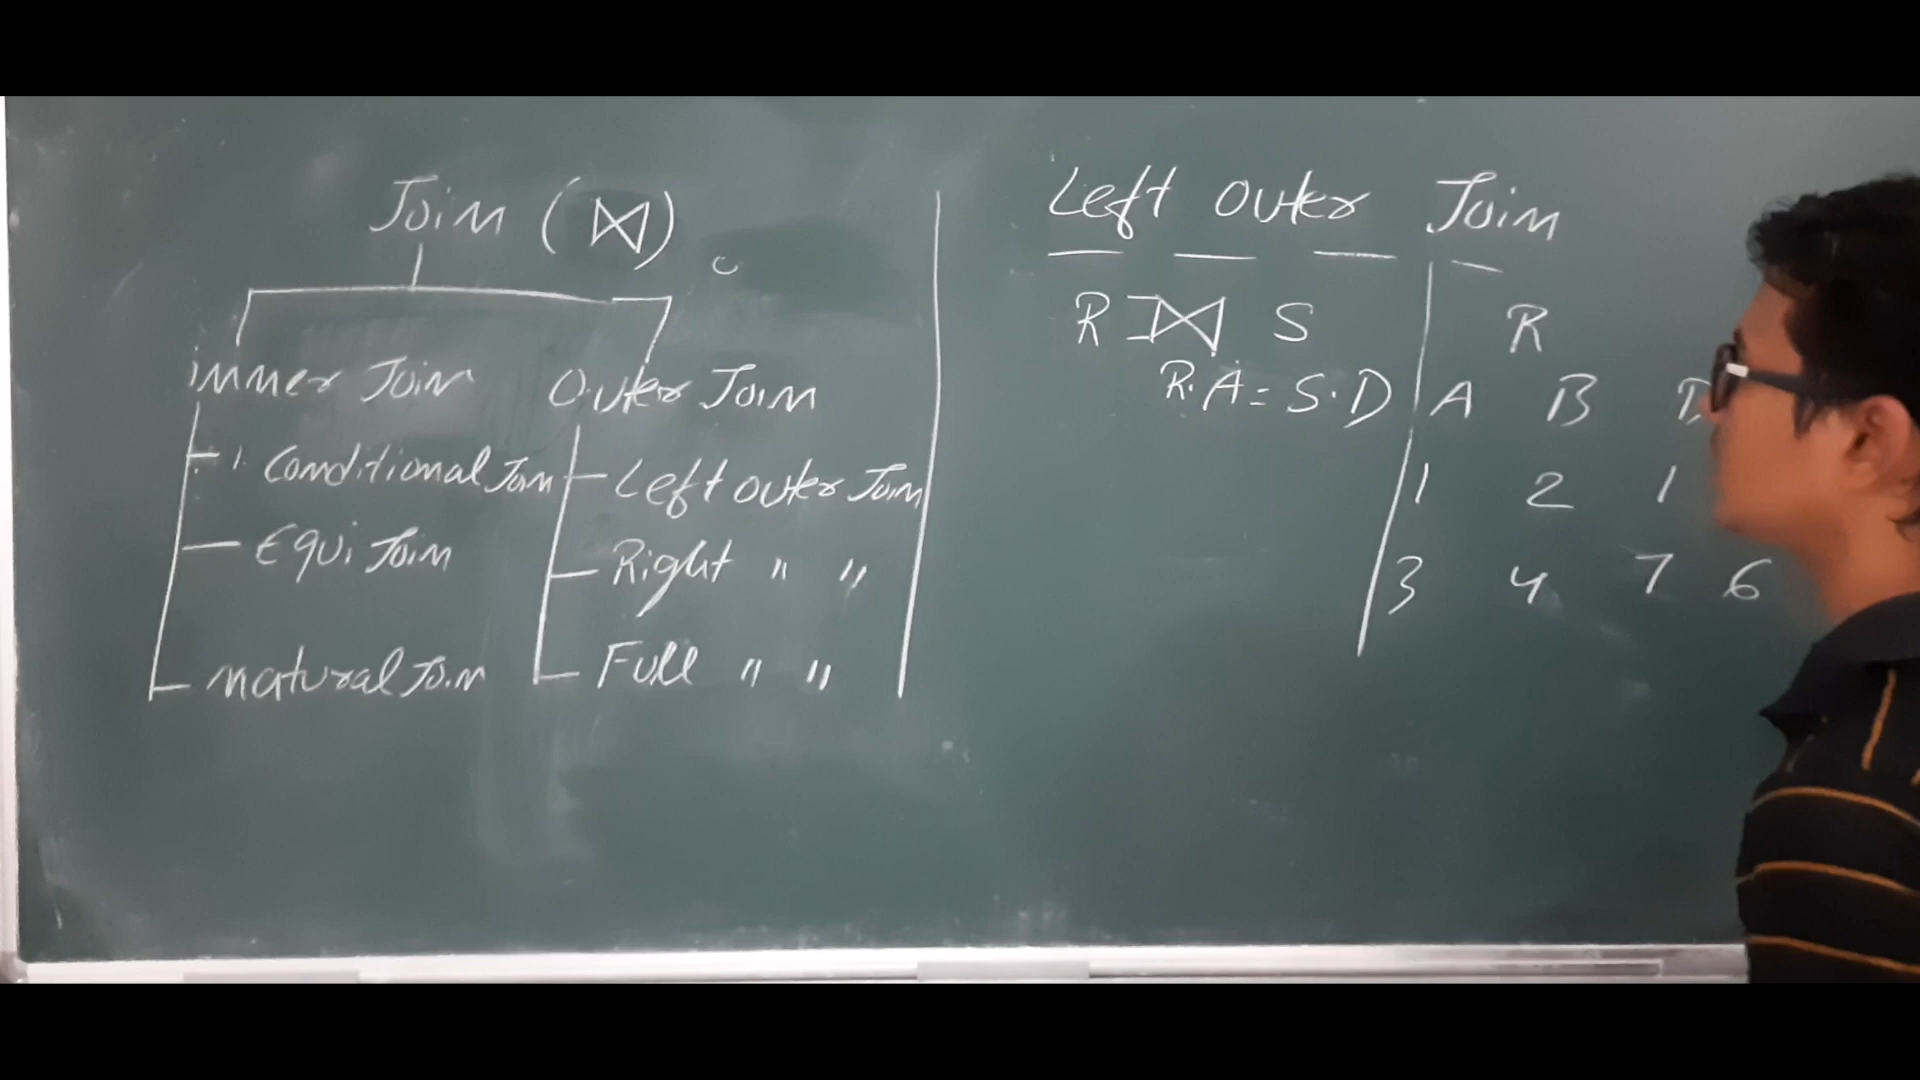 Join (⋈)
inner Join Outer Join
1. Conditional Join
Equi Join
natural Join
Left outer Join
Right " "
Full " "
Left outer Join
R ⟕ S
R.A = S.D
R
A B D
1 2 1
3 4 7 6